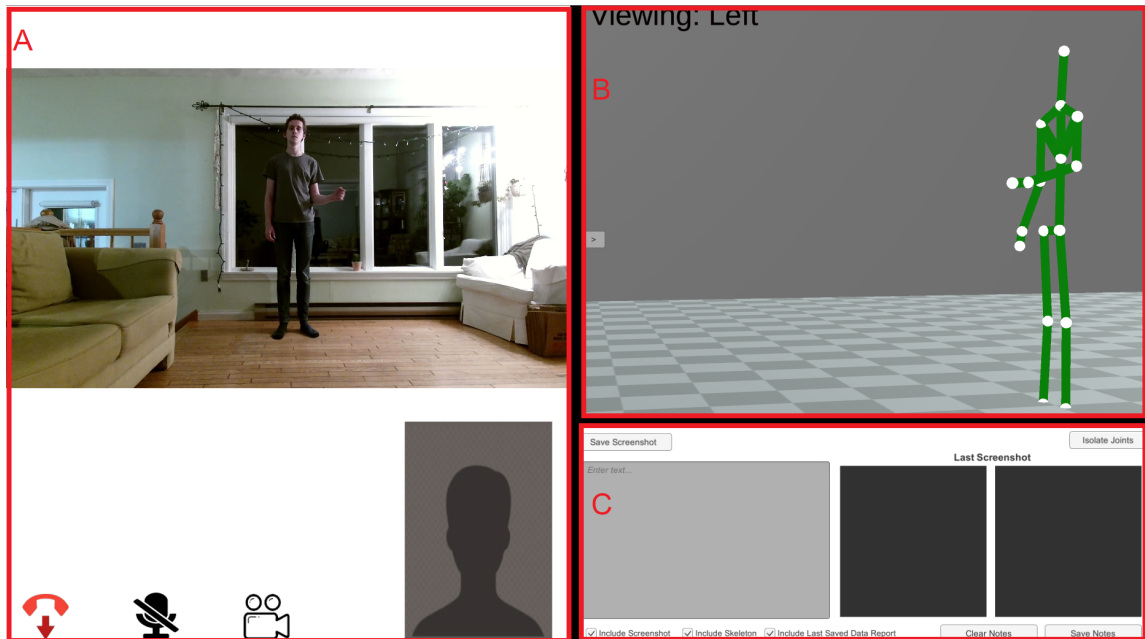 A
Viewing: Left
B
>
Save Screenshot
Isolate Joints
Last Screenshot
Enter text...
C
Include Screenshot
Include Skeleton
Include Last Saved Data Report
Clear Notes
Save Notes